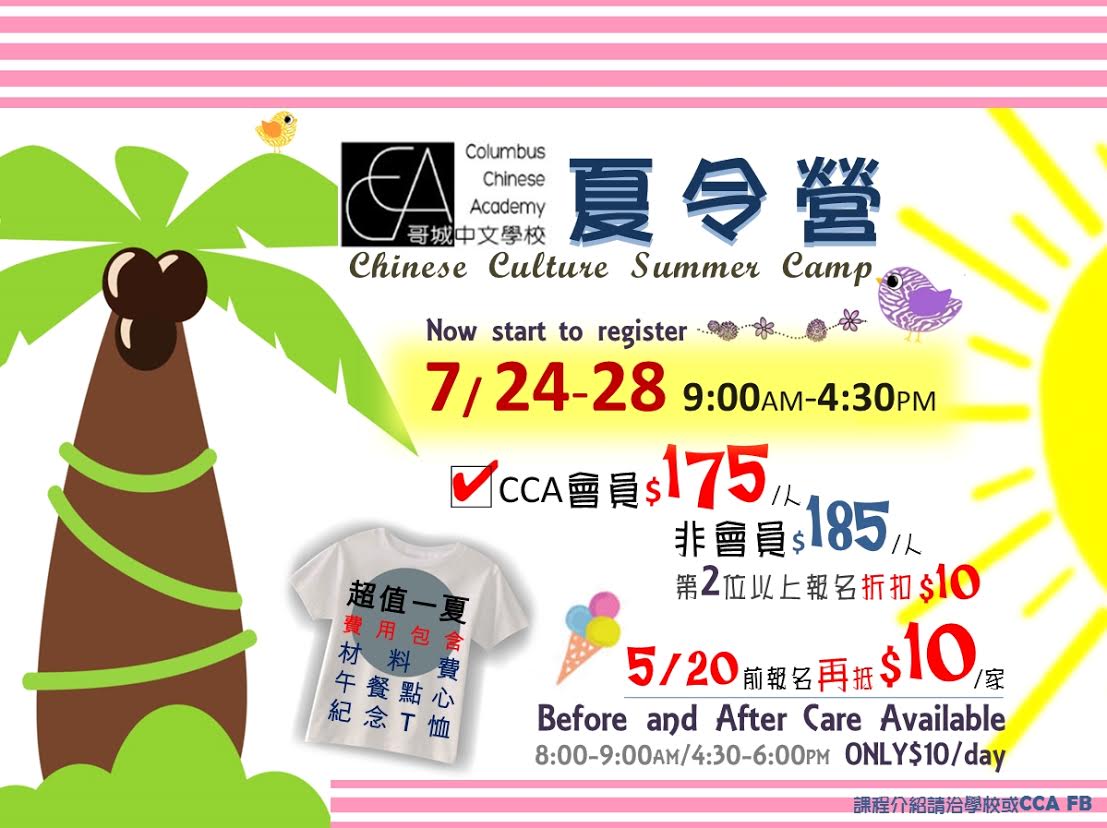 Columbus
Chinese
Academy
哥城中文學校
夏令營
Chinese Culture Summer Camp
Now start to register
7/24-28 9:00AM-4:30PM
CCA會員$175/人
非會員$185/人
第2位以上報名折扣$10
5/20前報名再抵$10/家
Before and After Care Available
8:00-9:00AM/4:30-6:00PM ONLY$10/day
超值一夏
費用包含
材料費
午餐點心
紀念T恤
課程介紹請洽學校或CCA FB